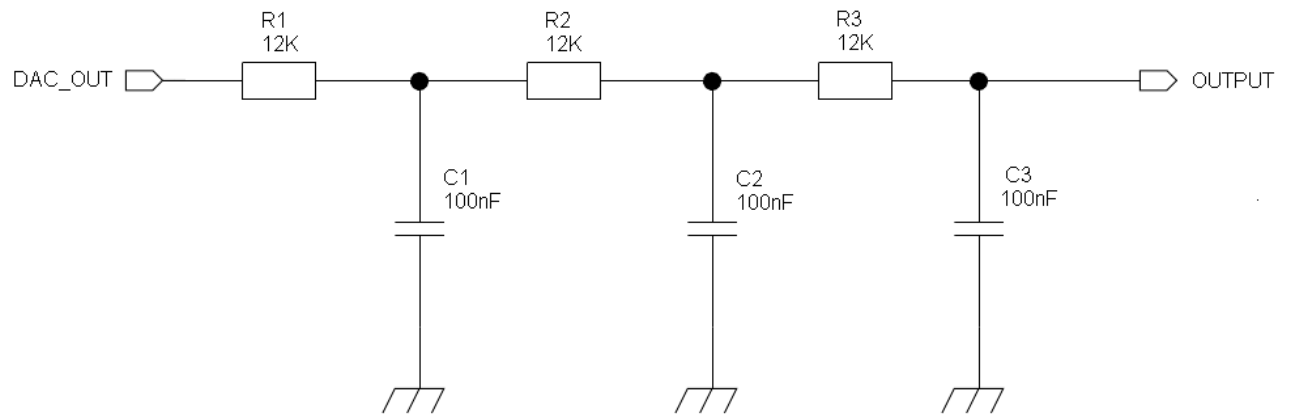 R1
12K
R2
12K
R3
12K
DAC_OUT
OUTPUT
C1
100nF
C2
100nF
C3
100nF